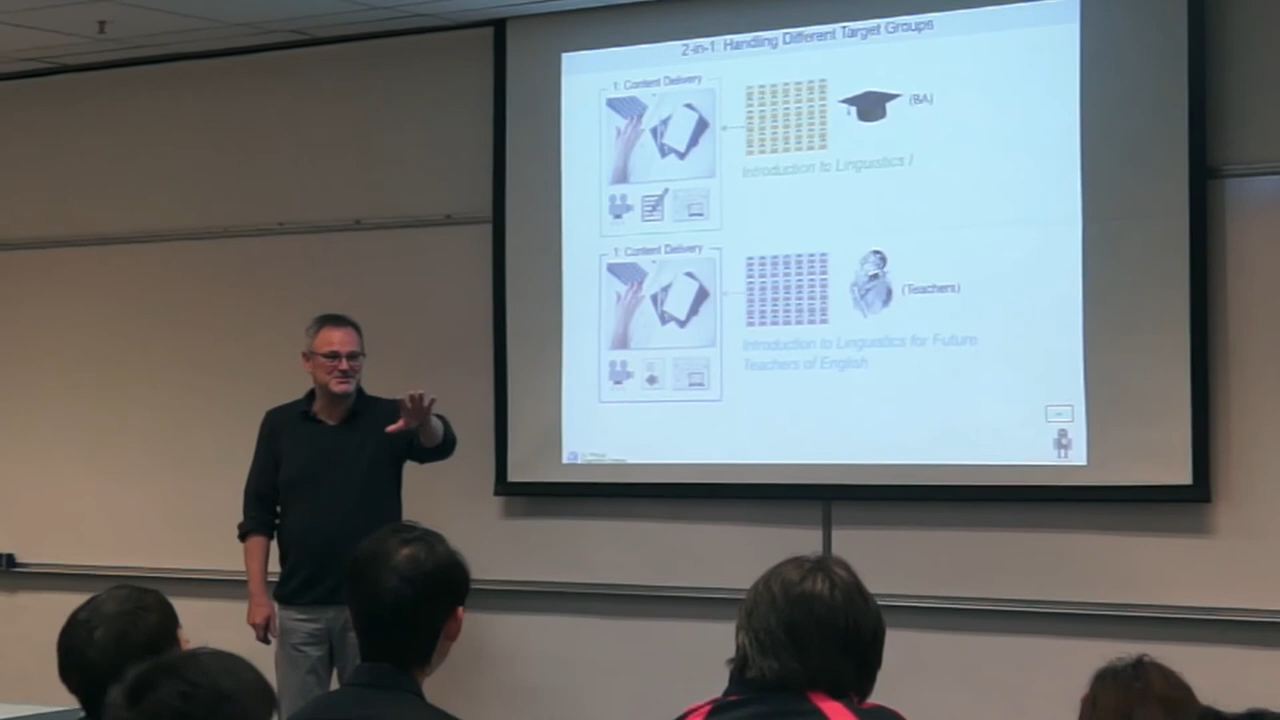 2-in-1: Handling Different Target Groups
1: Content Delivery
(BA)
Introduction to Linguistics I
1: Content Delivery
(Teachers)
Introduction to Linguistics for Future
Teachers of English